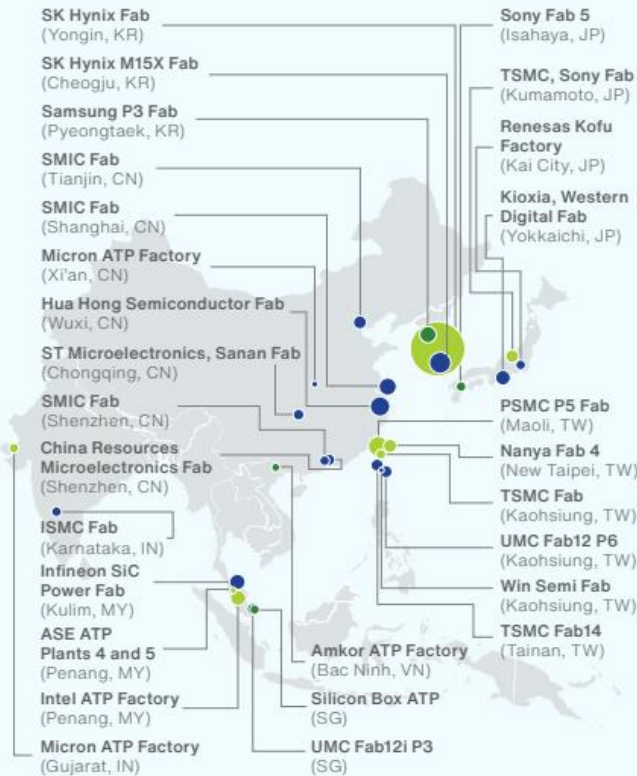 SK Hynix Fab
(Yongin, KR)
SK Hynix M15X Fab
(Cheogju, KR)
Samsung P3 Fab
(Pyeongtaek, KR)
SMIC Fab
(Tianjin, CN)
SMIC Fab
(Shanghai, CN)
Micron ATP Factory
(Xi'an, CN)
Hua Hong Semiconductor Fab
(Wuxi, CN)
ST Microelectronics, Sanan Fab
(Chongqing, CN)
SMIC Fab
(Shenzhen, CN)
China Resources
Microelectronics Fab
(Shenzhen, CN)
ISMC Fab
(Karnataka, IN)
Infineon SiC
Power Fab
(Kulim, MY)
ASE ATP
Plants 4 and 5
(Penang, MY)
Intel ATP Factory
(Penang, MY)
Micron ATP Factory
(Gujarat, IN)
Sony Fab 5
(Isahaya, JP)
TSMC, Sony Fab
(Kumamoto, JP)
Renesas Kofu
Factory
(Kai City, JP)
Kioxia, Western
Digital Fab
(Yokkaichi, JP)
PSMC P5 Fab
(Maoli, TW)
Nanya Fab 4
(New Taipei, TW)
TSMC Fab
(Kaohsiung, TW)
UMC Fab12 P6
(Kaohsiung, TW)
Win Semi Fab
(Kaohsiung, TW)
TSMC Fab14
(Tainan, TW)
Amkor ATP Factory
(Bac Ninh, VN)
Silicon Box ATP
(SG)
UMC Fab12i P3
(SG)